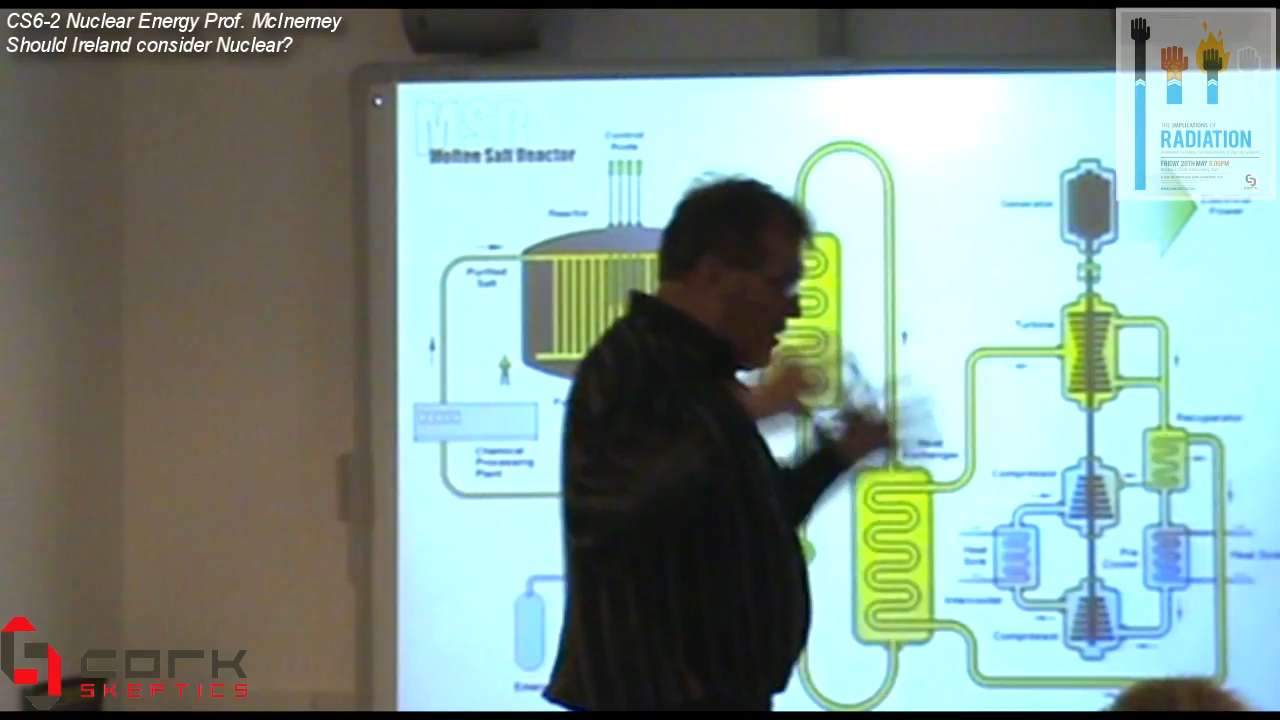 CS6-2 Nuclear Energy Prof. McInerney
Should Ireland consider Nuclear?
THE IMPLICATIONS OF
RADIATION
FRIDAY 20TH MAY 8.00PM
MSR
Molten Salt Reactor
Control
Rods
Reactor
Purified
Salt
Chemical
Processing
Plant
Generator
Electrical
Power
Turbine
Recuperator
Heat
Exchanger
Compressor
Heat
Sink
Pre
Cooler
Heat Sink
Intercooler
Compressor
cork
SKEPTICS